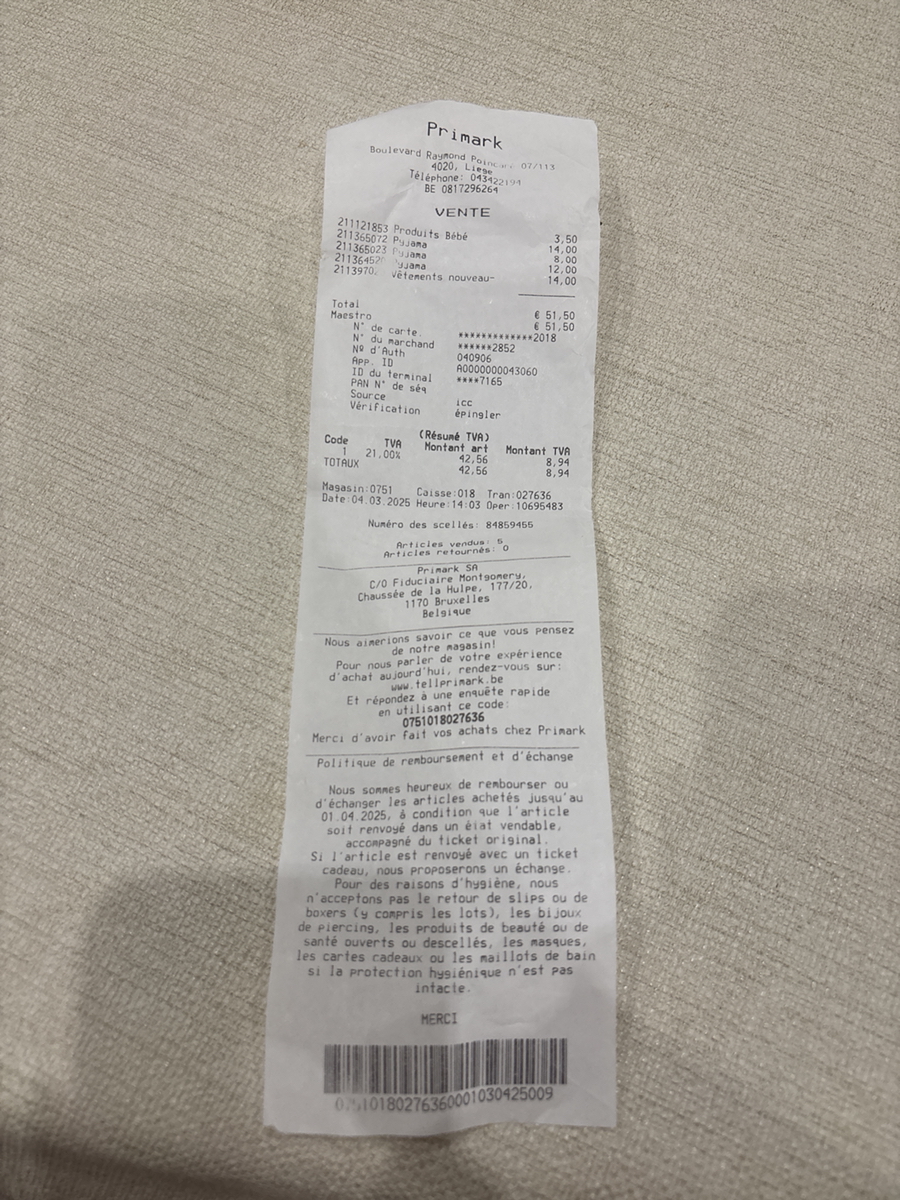 Primark
Boulevard Raymond 07/113
4020, Liege
Téléphone:
BE 0817296264
VENTE
211121853 Produits Bébé 3,50
211365072 Pyjama 14,00
211365023 Pyjama 8,00
Pyjama 12,00
Vêtements nouveau- 14,00
Total € 51,50
Maestro € 51,50
N° de carte *************2018
N° du marchand ******2852
Nº d'Auth 040906
App. ID A0000000043060
ID du terminal ****7165
PAN N° de séq
Source icc
Vérification épingler
(Résumé TVA)
Code TVA Montant art Montant TVA
1 21.00% 42,56 8,94
TOTAUX 42,56 8,94
Magasin:0751 Caisse:018 Tran:027636
Date:04.03.2025 Heure:14:03 Oper:10695483
Numéro des scellés: 84859455
Articles vendus: 5
Articles retournés: 0
Primark SA
C/O Fiduciaire Montgomery,
Chaussée de la Hulpe, 177/20,
1170 Bruxelles
Belgique
Nous aimerions savoir ce que vous pensez
de notre magasin!
Pour nous parler de votre expérience
d'achat aujourd'hui, rendez-vous sur:
www.tellprimark.be
Et répondez à une enquête rapide
en utilisant ce code:
0751018027636
Merci d'avoir fait vos achats chez Primark
Politique de remboursement et d'échange
Nous sommes heureux de rembourser ou
d'échanger les articles achetés jusqu'au
01.04.2025, à condition que l'article
soit renvoyé dans un état vendable,
accompagné du ticket original.
Si l'article est renvoyé avec un ticket
cadeau, nous proposerons un échange.
Pour des raisons d'hygiène, nous
n'acceptons pas le retour de slips ou de
boxers (y compris les lots), les bijoux
de piercing, les produits de beauté ou de
santé ouverts ou descellés, les masques,
les cartes cadeaux ou les maillots de bain
si la protection hygiénique n'est pas
intacte.
MERCI